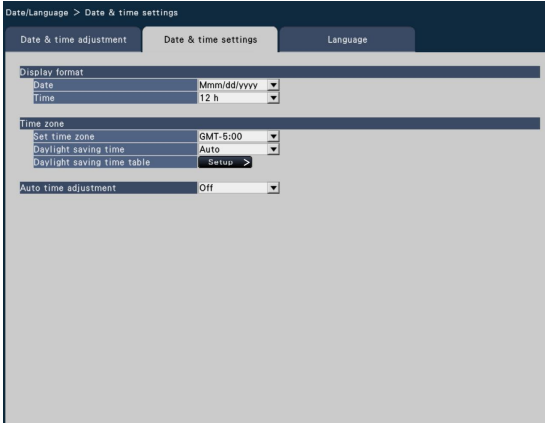 Date/Language > Date & time settings
Date & time adjustment Date & time settings Language
Display format
Date Mmm/dd/yyyy
Time 12 h
Time zone
Set time zone GMT-5:00
Daylight saving time Auto
Daylight saving time table Setup >
Auto time adjustment Off